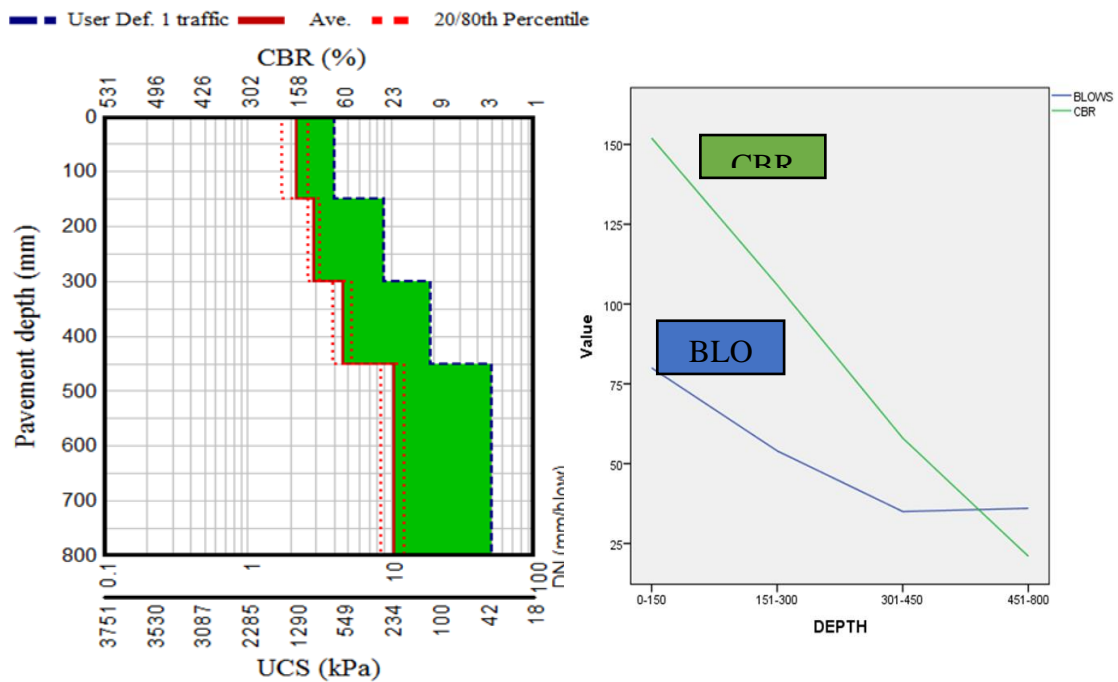 User Def. 1 traffic Ave. 20/80th Percentile
CBR (%)
531 496 426 302 158 60 23 9 3 1
0
100
200
300
400
500
600
700
800
Pavement depth (mm)
0.1 1 10 100
DN (mm/blow)
3751 3530 3087 2285 1290 549 234 100 42 18
UCS (kPa)
BLOWS
CBR
CBR
BLO
150
125
100
75
50
25
Value
0-150 151-300 301-450 451-800
DEPTH